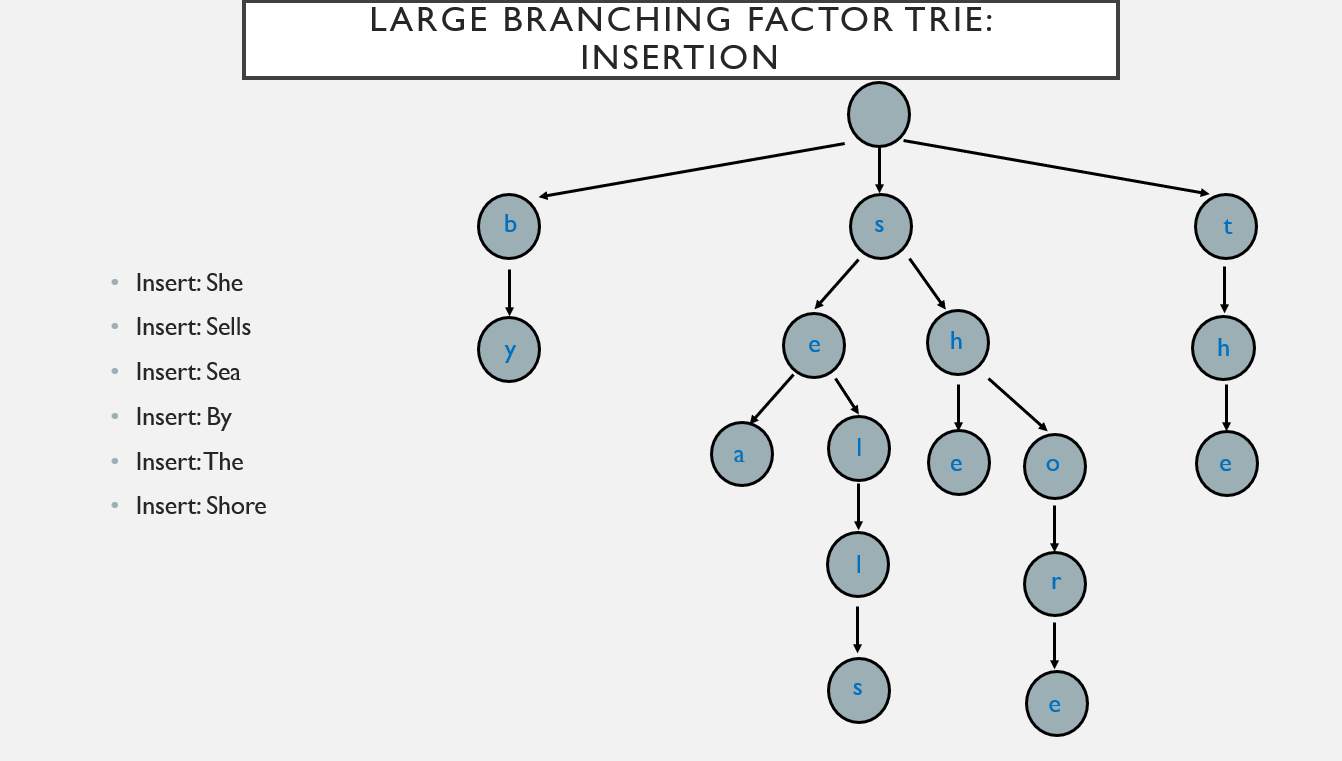 LARGE BRANCHING FACTOR TRIE:
INSERTION
b
s
t
• Insert: She
• Insert: Sells
• Insert: Sea
• Insert: By
• Insert: The
• Insert: Shore
y
e
h
h
a
l
e
o
e
l
r
s
e